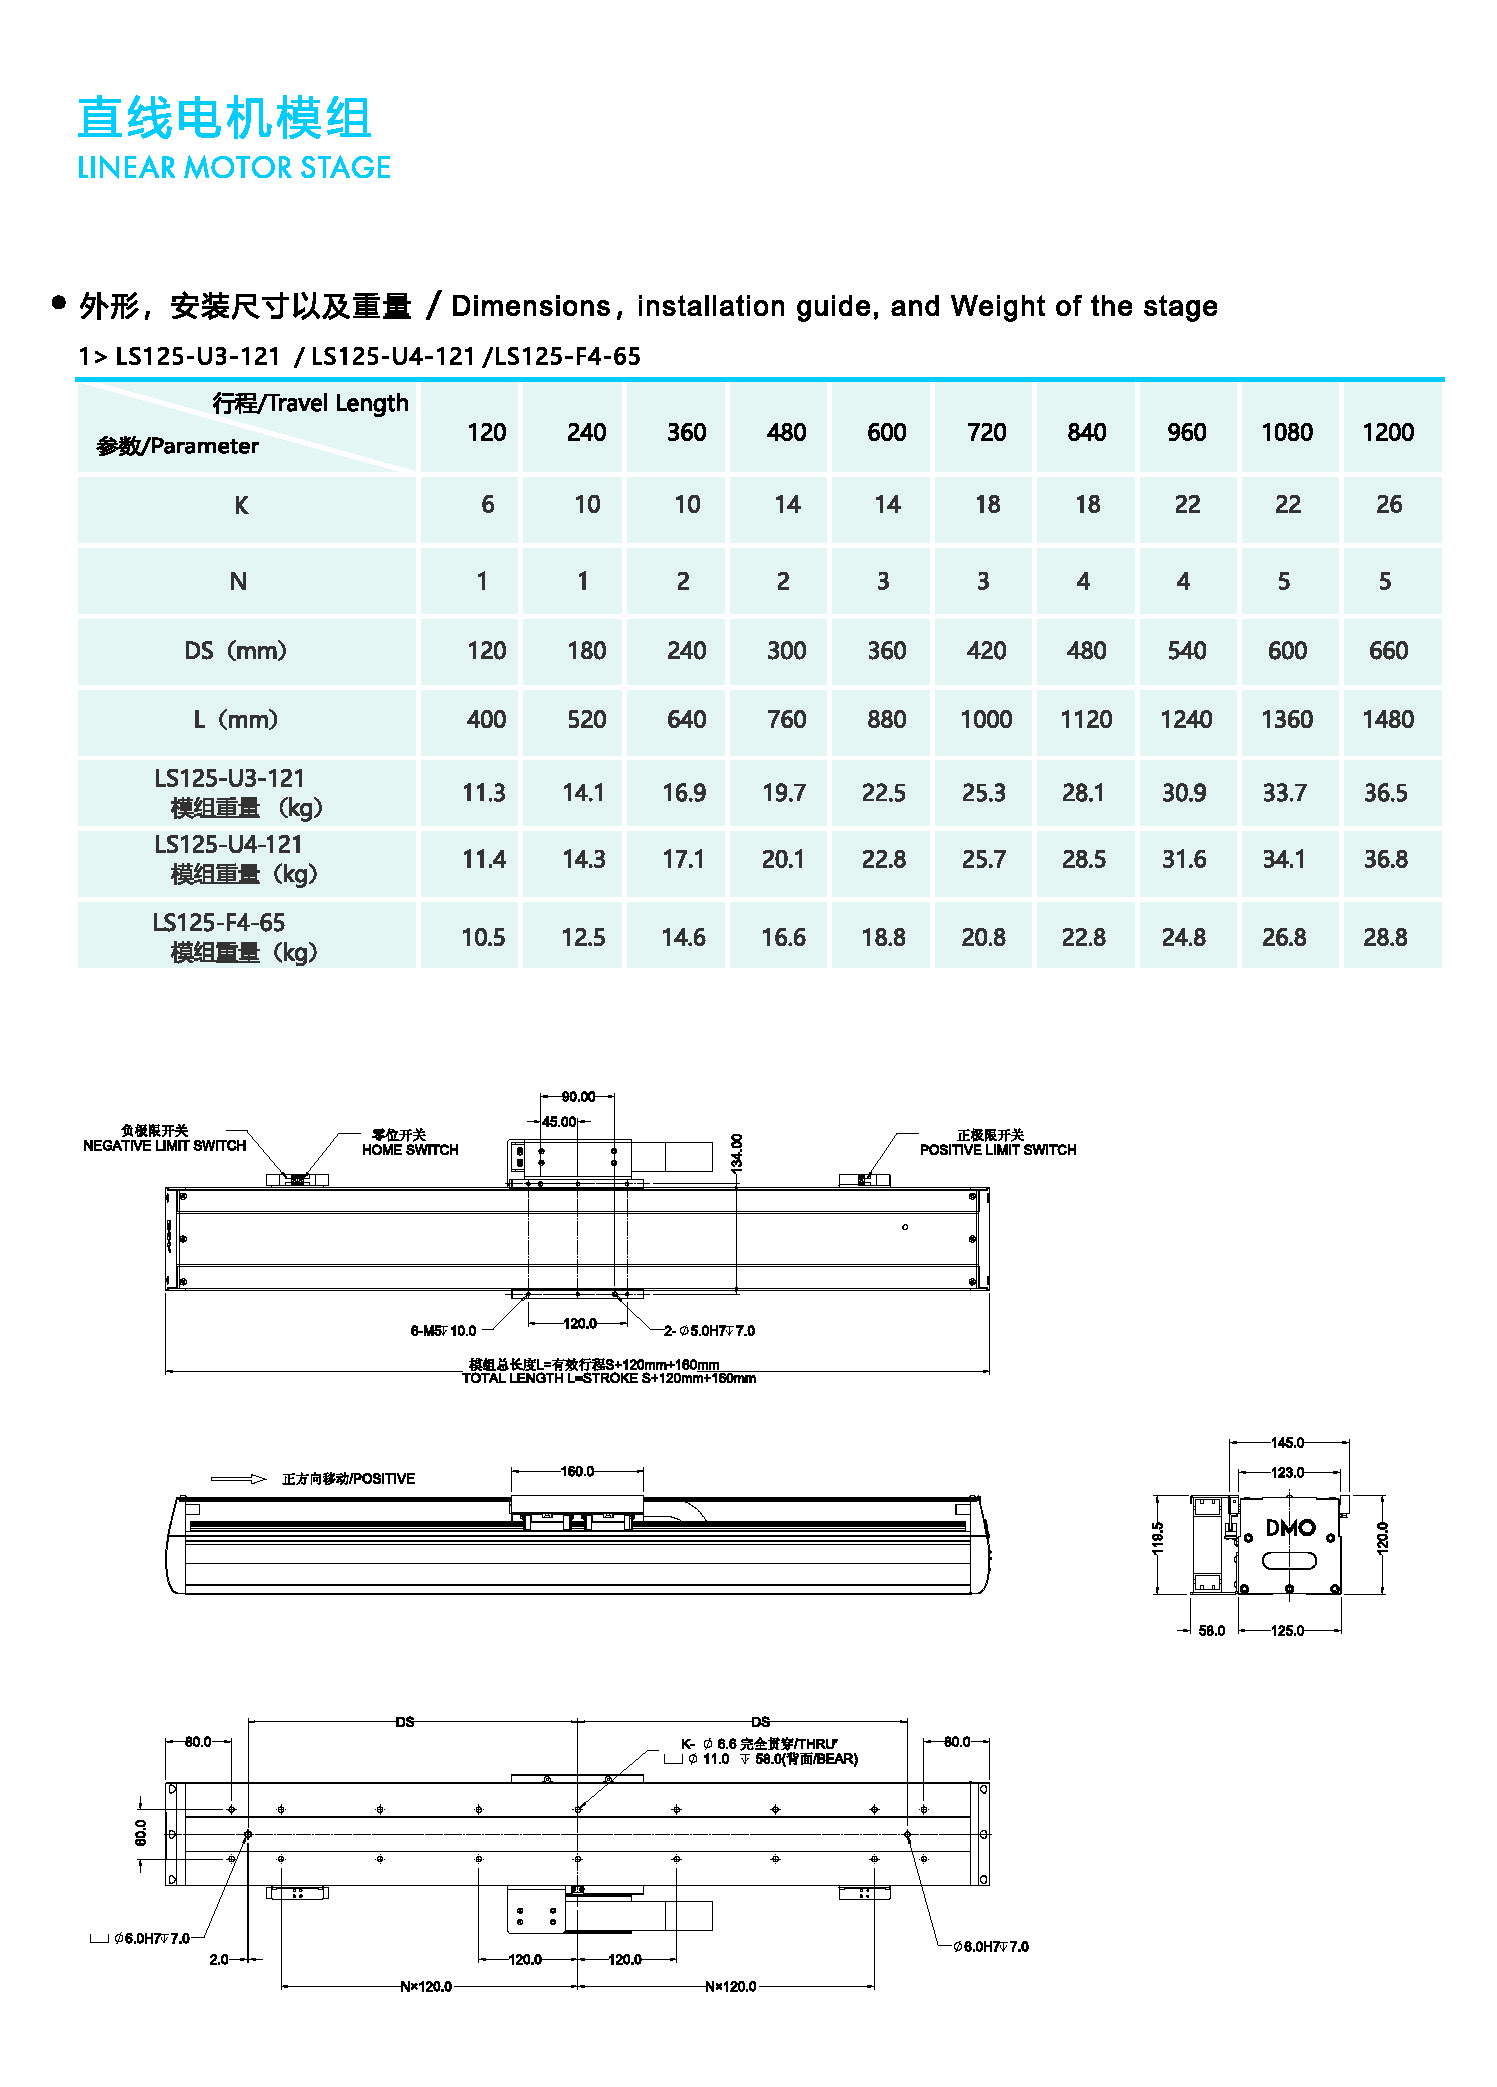 直线电机模组
LINEAR MOTOR STAGE
● 外形，安装尺寸以及重量 / Dimensions, installation guide, and Weight of the stage
1> LS125-U3-121 / LS125-U4-121 /LS125-F4-65
行程/Travel Length
参数/Parameter
120 240 360 480 600 720 840 960 1080 1200
K 6 10 10 14 14 18 18 22 22 26
N 1 1 2 2 3 3 4 4 5 5
DS（mm） 120 180 240 300 360 420 480 540 600 660
L（mm） 400 520 640 760 880 1000 1120 1240 1360 1480
LS125-U3-121
模组重量 （kg） 11.3 14.1 16.9 19.7 22.5 25.3 28.1 30.9 33.7 36.5
LS125-U4-121
模组重量（kg） 11.4 14.3 17.1 20.1 22.8 25.7 28.5 31.6 34.1 36.8
LS125-F4-65
模组重量（kg） 10.5 12.5 14.6 16.6 18.8 20.8 22.8 24.8 26.8 28.8
90.00
45.00
负极限开关
NEGATIVE LIMIT SWITCH
零位开关
HOME SWITCH
134.00
正极限开关
POSITIVE LIMIT SWITCH
6-M5↧10.0
120.0
2-∅5.0H7↧7.0
模组总长度L=有效行程S+120mm+160mm
TOTAL LENGTH L=STROKE S+120mm+160mm
正方向移动/POSITIVE
160.0
145.0
123.0
119.5
DMO
120.0
56.0
125.0
DS
DS
80.0
K- ∅ 6.6 完全贯穿/THRU"
⌴ ∅ 11.0 ↧ 58.0(背面/BEAR)
80.0
60.0
⌴ ∅6.0H7↧7.0
2.0
120.0
120.0
∅6.0H7↧7.0
N×120.0
N×120.0